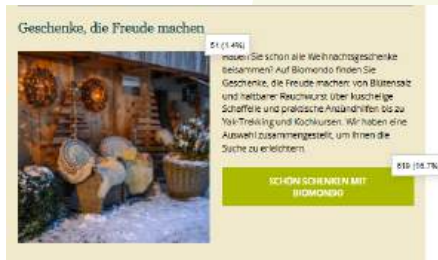 Geschenke, die Freude machen
51 (1.4%)
Haben Sie schon alle Weihnachtsgeschenke
beisammen? Auf Biomondo finden Sie
Geschenke, die Freude machen: von Blütensalz
und haltbarer Rauchwurst über kuschelige
Schaffelle und praktische Anzündhilfen bis zu
Yak-Trekking und Kochkursen. Wir haben eine
Auswahl zusammengestellt, um Ihnen die
Suche zu erleichtern.
619 (16.7%
SCHÖN SCHENKEN MIT
BIOMONDO